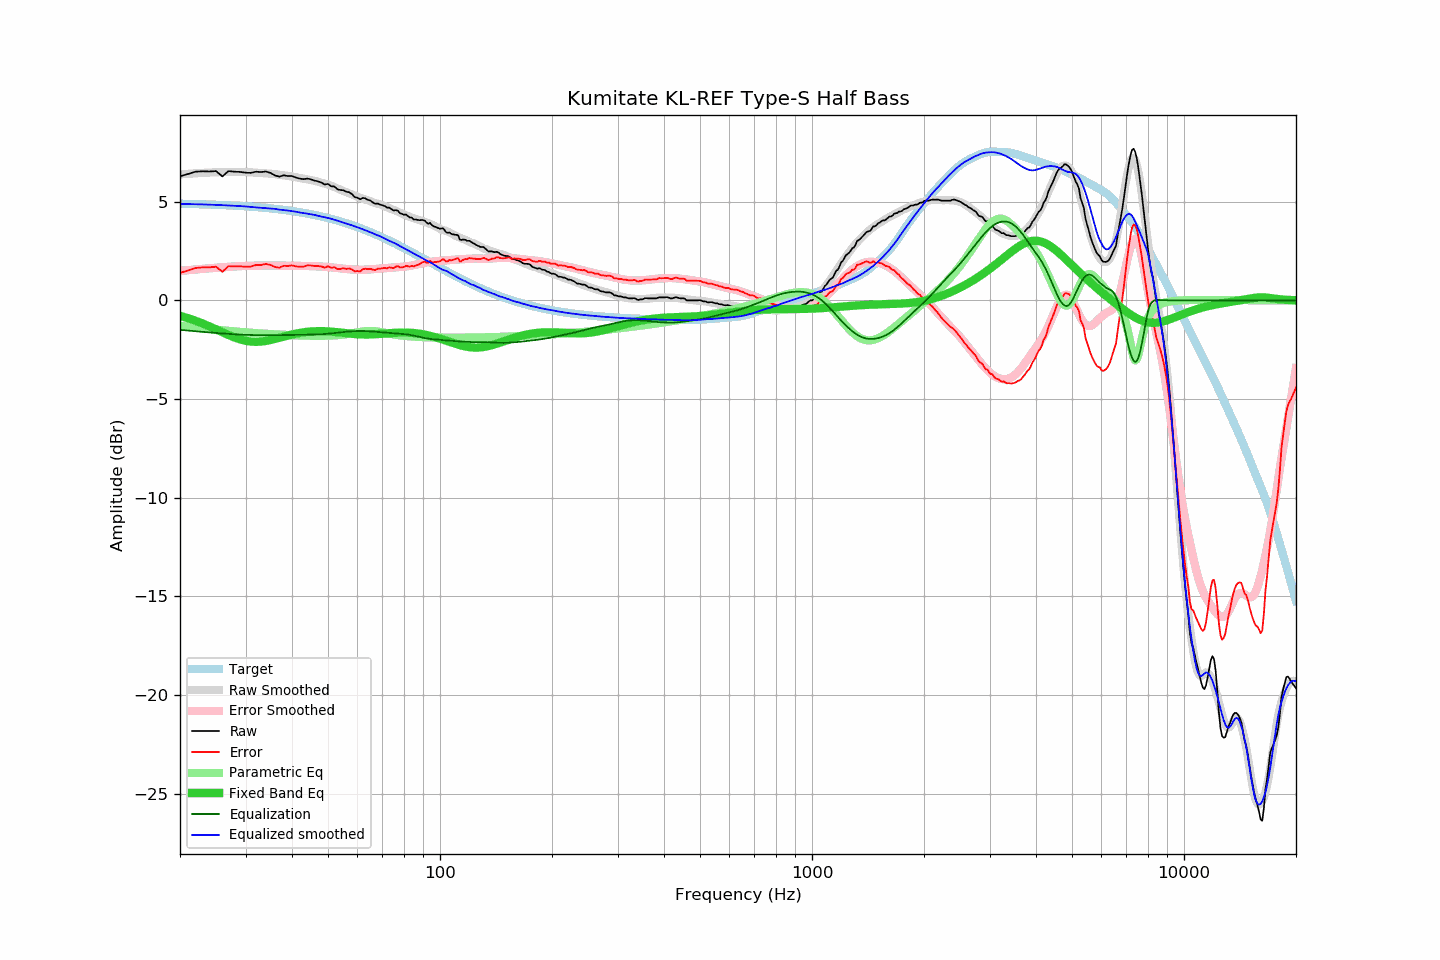 Kumitate KL-REF Type-S Half Bass
Amplitude (dBr)
5
0
−5
−10
−15
−20
−25
Target
Raw Smoothed
Error Smoothed
Raw
Error
Parametric Eq
Fixed Band Eq
Equalization
Equalized smoothed
100
1000
10000
Frequency (Hz)